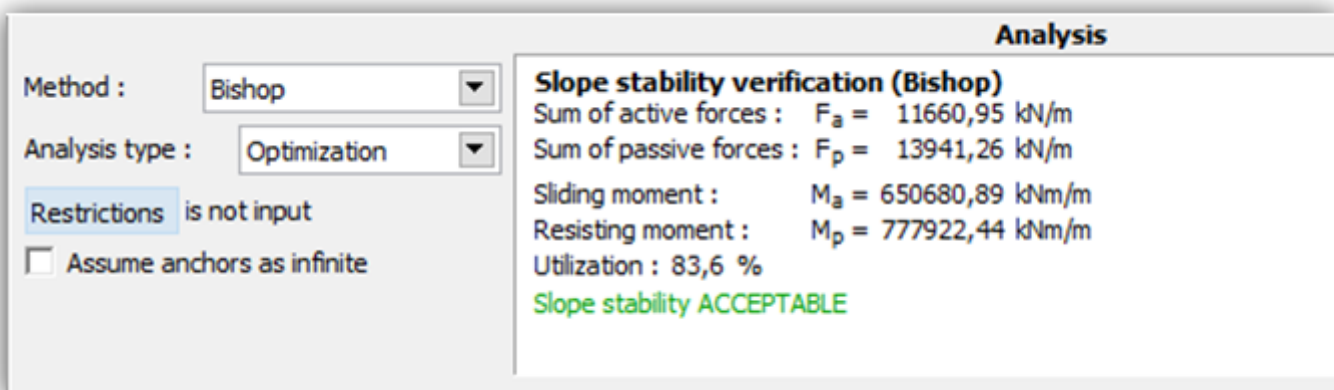 Analysis
Method : Bishop
Analysis type : Optimization
Restrictions is not input
Assume anchors as infinite
Slope stability verification (Bishop)
Sum of active forces : Fa = 11660,95 kN/m
Sum of passive forces : Fp = 13941,26 kN/m
Sliding moment : Ma = 650680,89 kNm/m
Resisting moment : Mp = 777922,44 kNm/m
Utilization : 83,6 %
Slope stability ACCEPTABLE